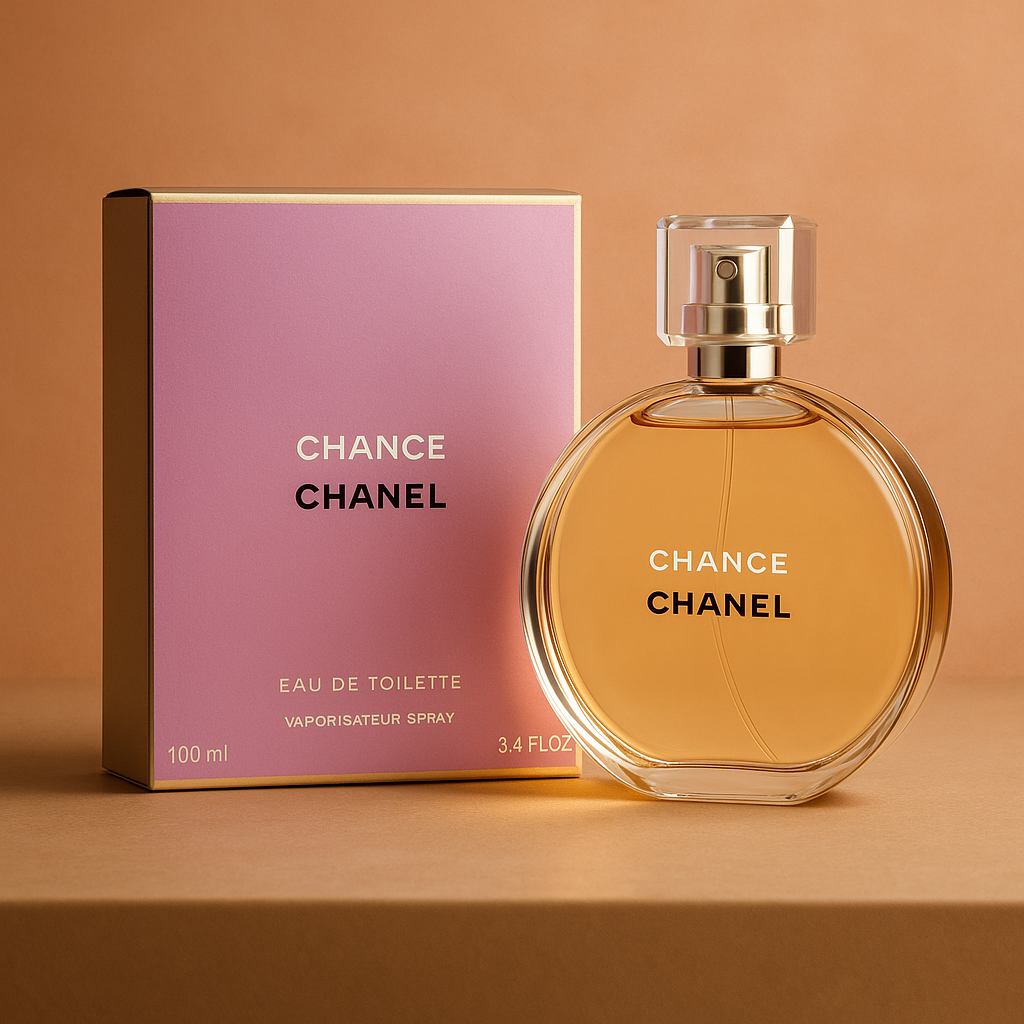 CHANCE
CHANEL
EAU DE TOILETTE
VAPORISATEUR SPRAY
100 ml
3.4 FLOZ
CHANCE
CHANEL